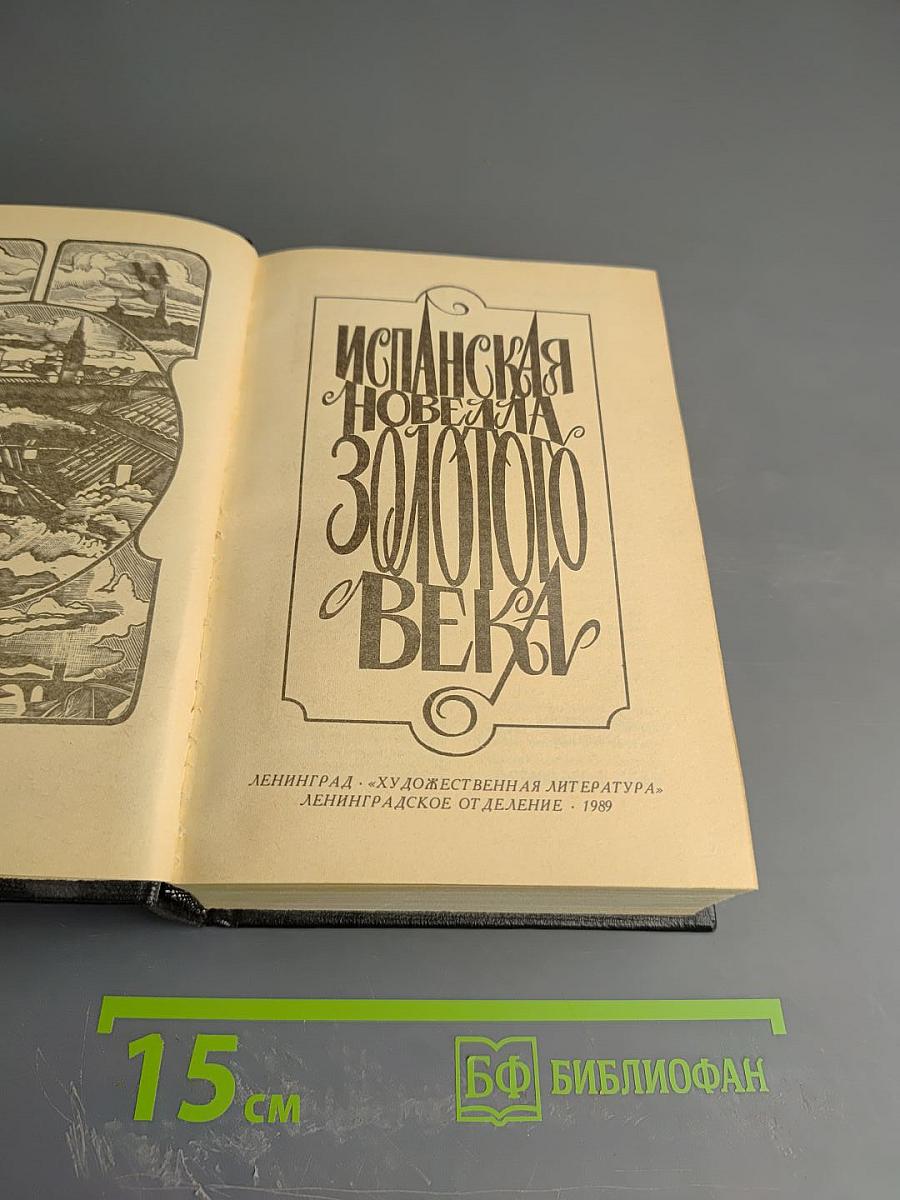 ИСПАНСКАЯ
НОВЕЛЛА
ЗОЛОТОГО
ВЕКА
ЛЕНИНГРАД · «ХУДОЖЕСТВЕННАЯ ЛИТЕРАТУРА»
ЛЕНИНГРАДСКОЕ ОТДЕЛЕНИЕ · 1989
15 см
БФ БИБЛИОФАН